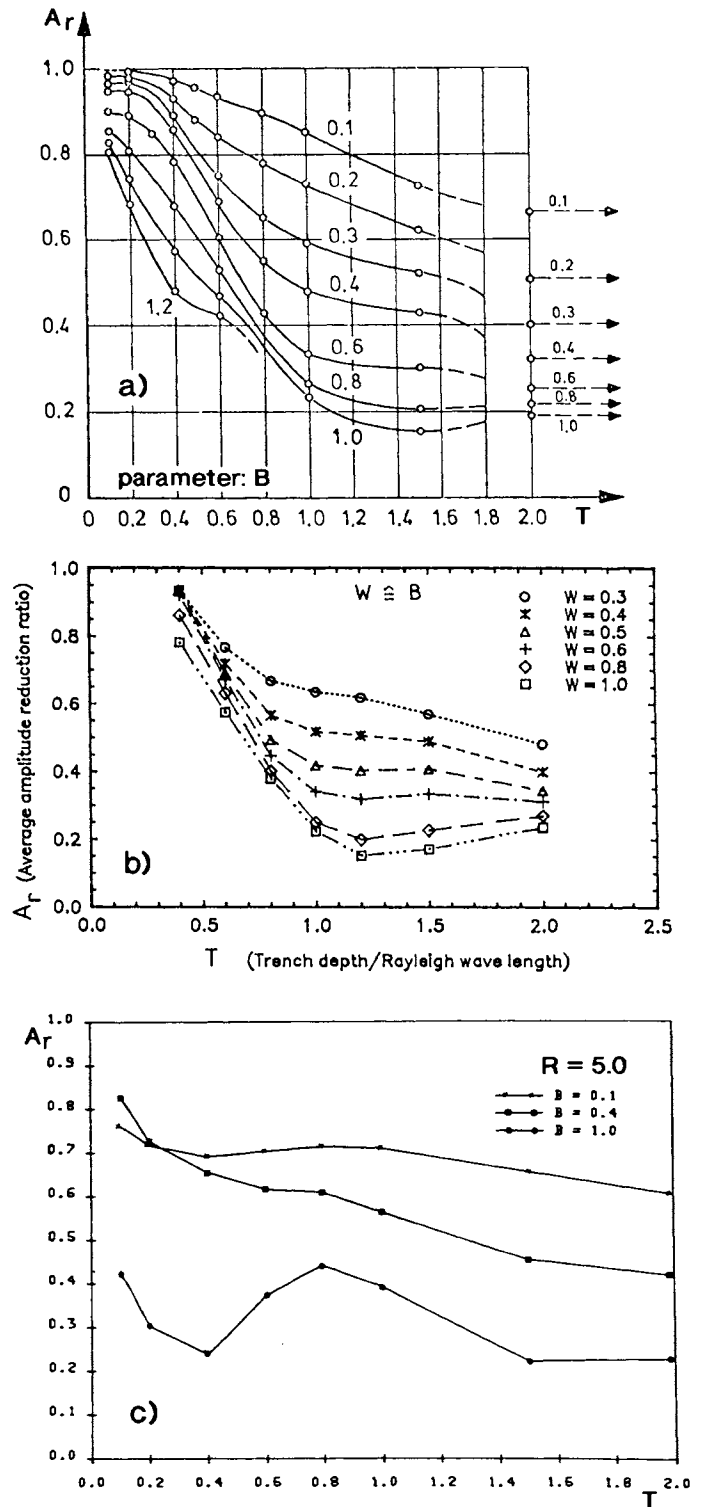 Ar
1.0
0.8
0.6
0.4
0.2
0
0.1
0.2
0.3
0.4
0.6
0.8
1.0
1.2
0.1
0.2
0.3
0.4
0.6
0.8
1.0
a)
parameter: B
0 0.2 0.4 0.6 0.8 1.0 1.2 1.4 1.6 1.8 2.0
T
1.0
0.8
0.6
0.4
0.2
0.0
Ar (Average amplitude reduction ratio)
W ≙ B
W = 0.3
W = 0.4
W = 0.5
W = 0.6
W = 0.8
W = 1.0
b)
0.0 0.5 1.0 1.5 2.0 2.5
T (Trench depth/Rayleigh wave length)
Ar
1.0
0.9
0.8
0.7
0.6
0.5
0.4
0.3
0.2
0.1
0.0
R = 5.0
B = 0.1
B = 0.4
B = 1.0
c)
0.0 0.2 0.4 0.6 0.8 1.0 1.2 1.4 1.6 1.8 2.0
T